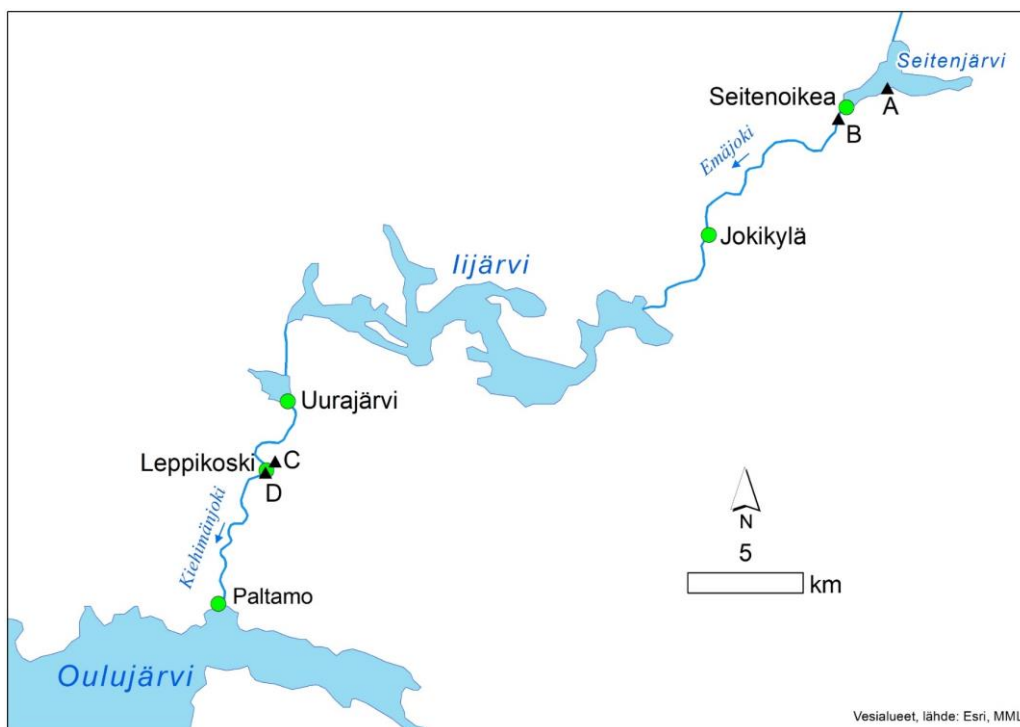 Seitenjärvi
Seitenoikea
A
B
Emäjoki
Jokikylä
Iijärvi
Uurajärvi
Leppikoski
C
D
Kiehimänjoki
N
5
km
Paltamo
Oulujärvi
Vesialueet, lähde: Esri, MML